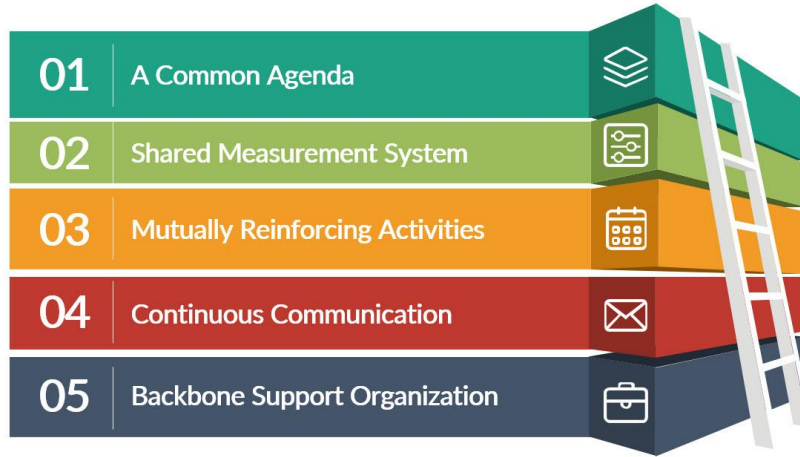 01 A Common Agenda
02 Shared Measurement System
03 Mutually Reinforcing Activities
04 Continuous Communication
05 Backbone Support Organization